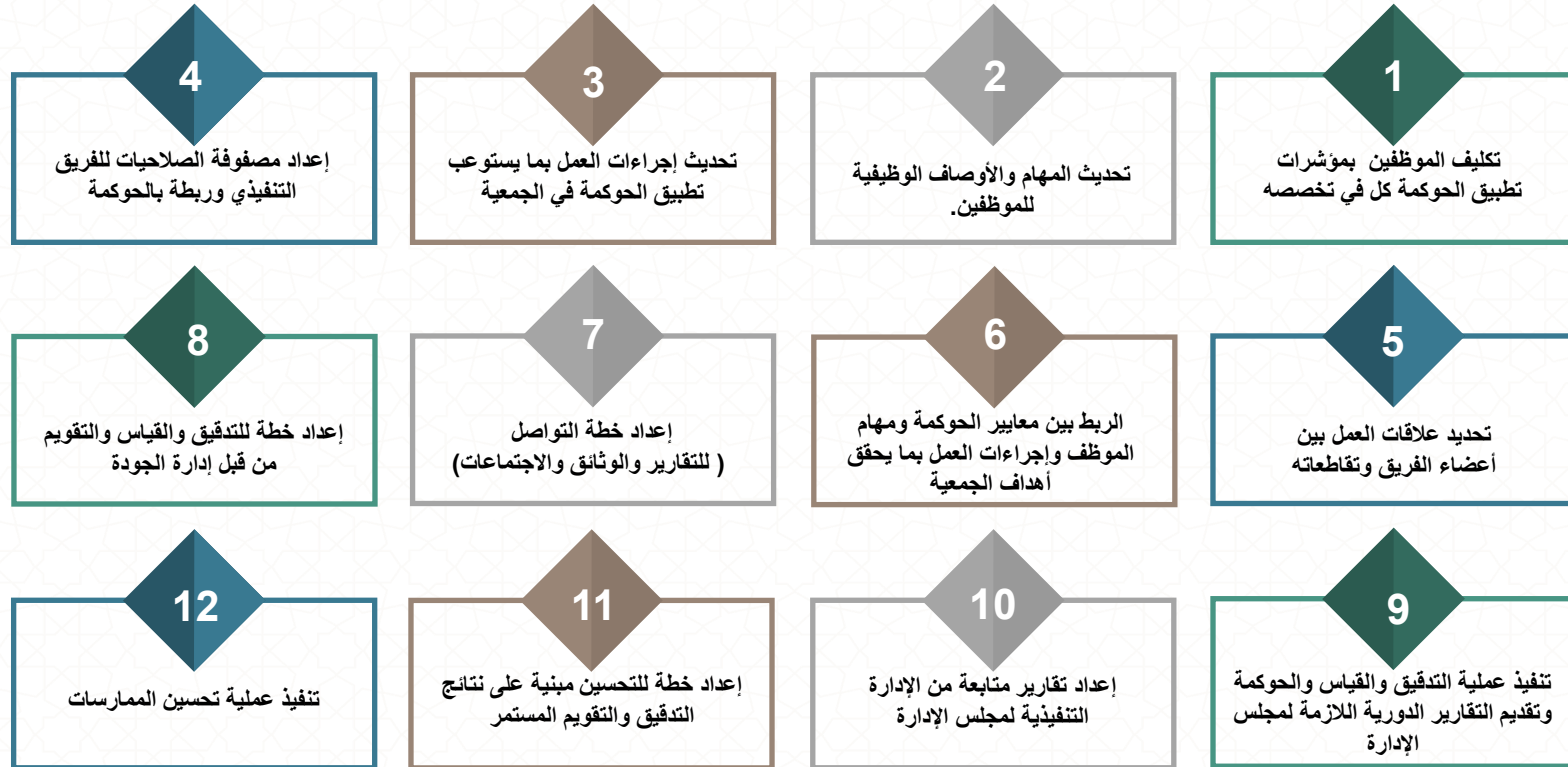 1
تكليف الموظفين بمؤشرات
تطبيق الحوكمة كل في تخصصه
2
تحديث المهام والأوصاف الوظيفية
للموظفين.
3
تحديث إجراءات العمل بما يستوعب
تطبيق الحوكمة في الجمعية
4
إعداد مصفوفة الصلاحيات للفريق
التنفيذي وربطة بالحوكمة
5
تحديد علاقات العمل بين
أعضاء الفريق وتقاطعاته
6
الربط بين معايير الحوكمة ومهام
الموظف وإجراءات العمل بما يحقق
أهداف الجمعية
7
إعداد خطة التواصل
( للتقارير والوثائق والاجتماعات)
8
إعداد خطة للتدقيق والقياس والتقويم
من قبل إدارة الجودة
9
تنفيذ عملية التدقيق والقياس والحوكمة
وتقديم التقارير الدورية اللازمة لمجلس
الإدارة
10
إعداد تقارير متابعة من الإدارة
التنفيذية لمجلس الإدارة
11
إعداد خطة للتحسين مبنية على نتائج
التدقيق والتقويم المستمر
12
تنفيذ عملية تحسين الممارسات